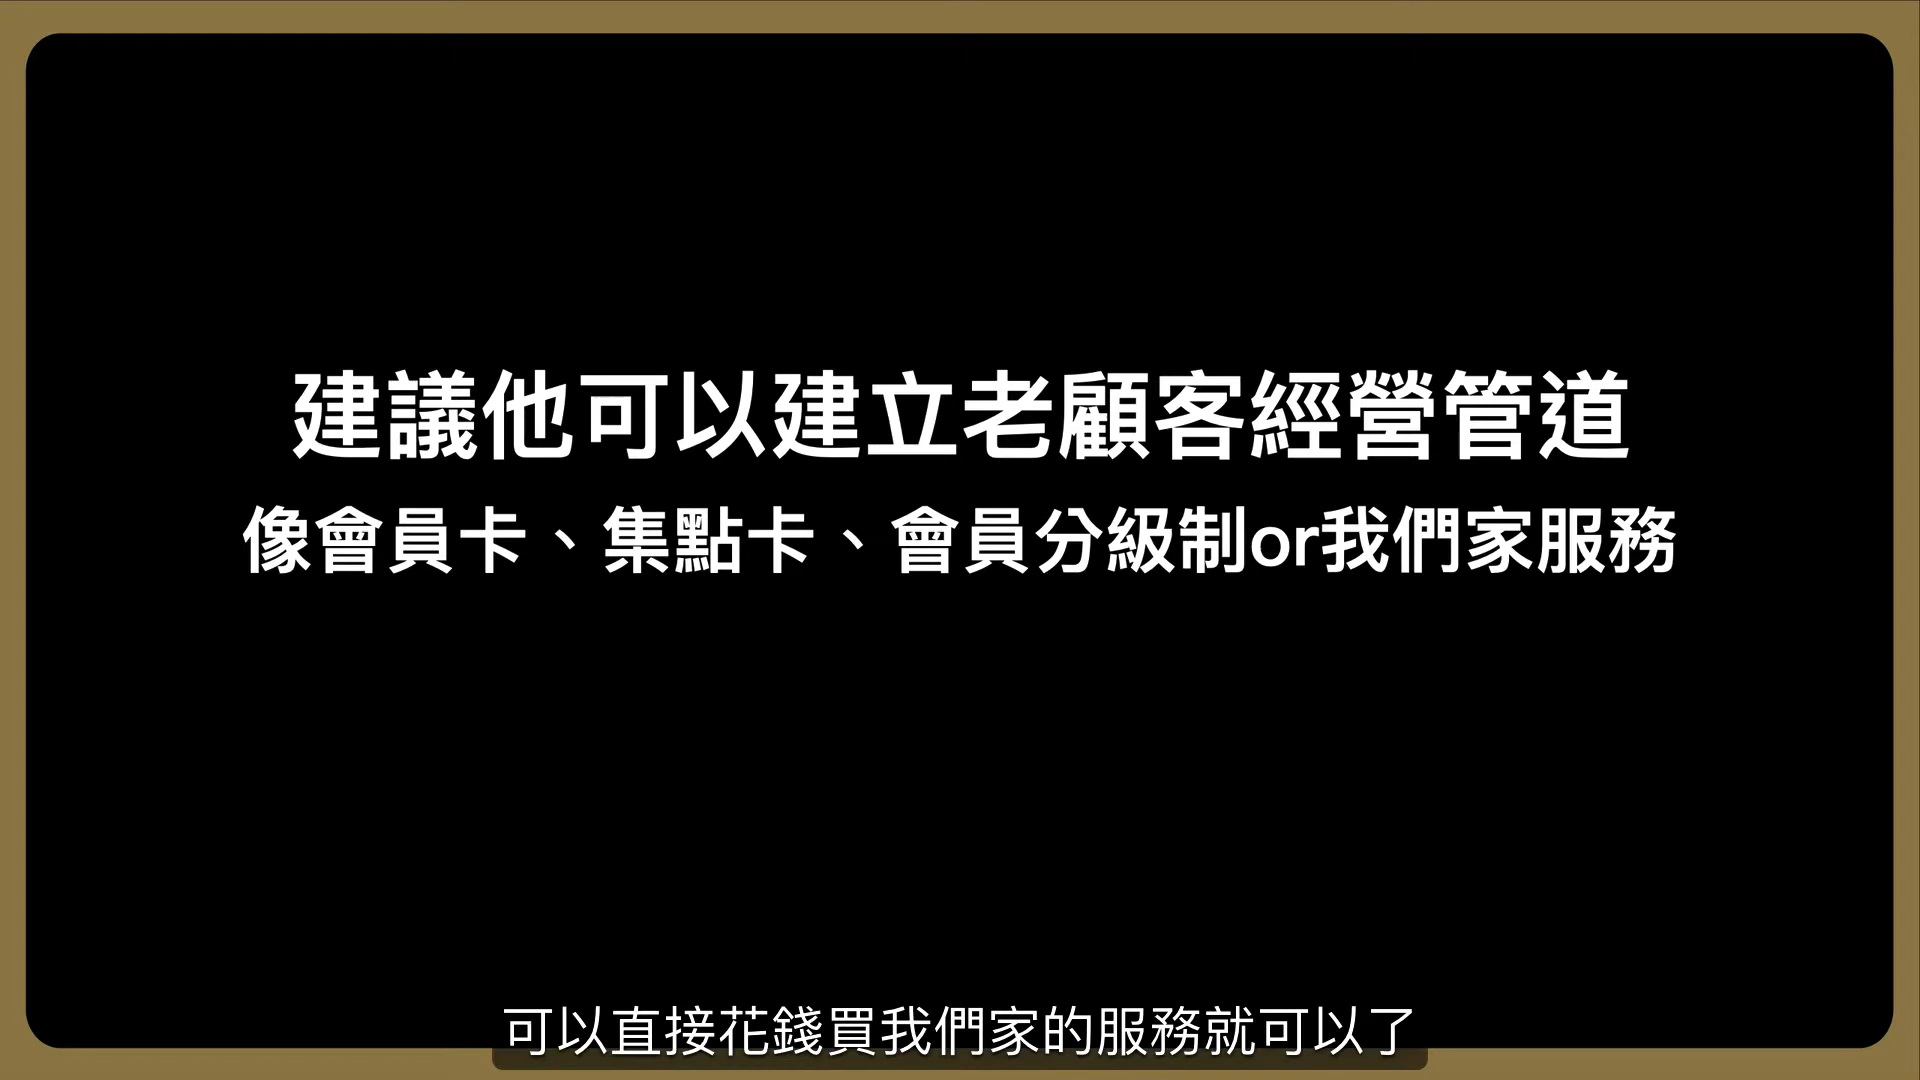 建議他可以建立老顧客經營管道
像會員卡、集點卡、會員分級制or我們家服務
可以直接花錢買我們家的服務就可以了